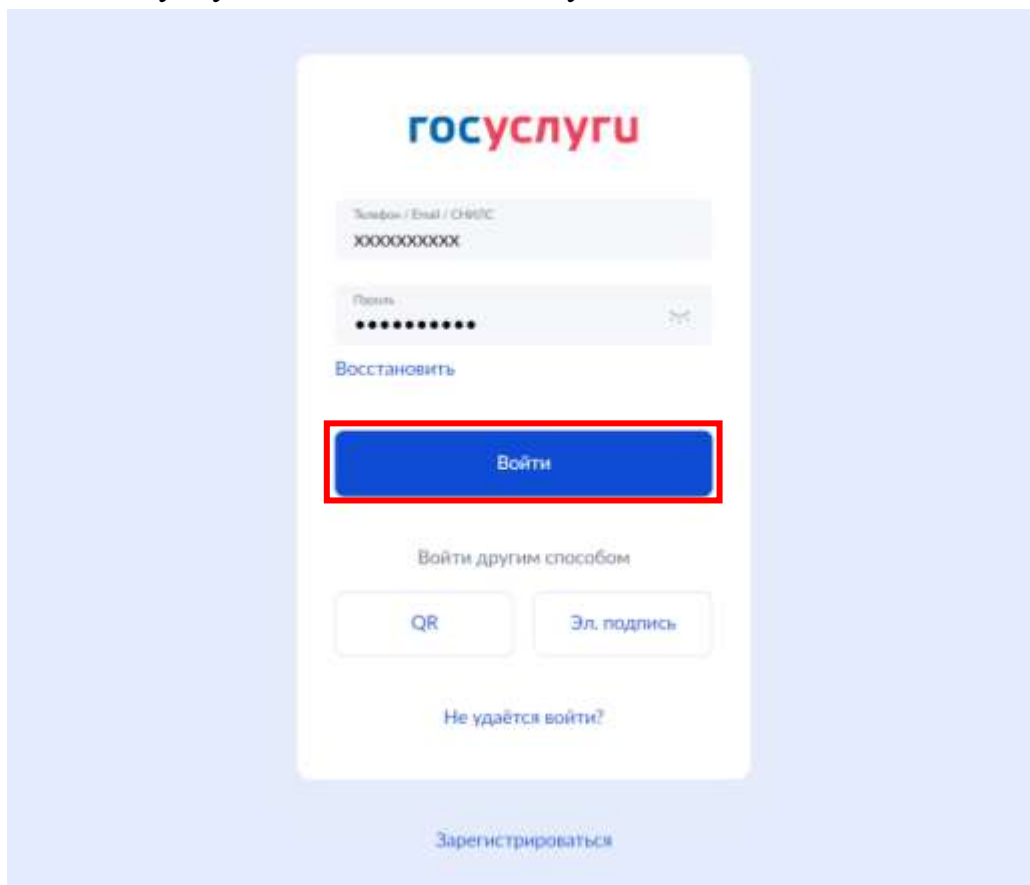 госуслуги
Телефон / Email / СНИЛС
xxxxxxxxxx
Пароль
Восстановить
Войти
Войти другим способом
QR
Эл. подпись
Не удаётся войти?
Зарегистрироваться